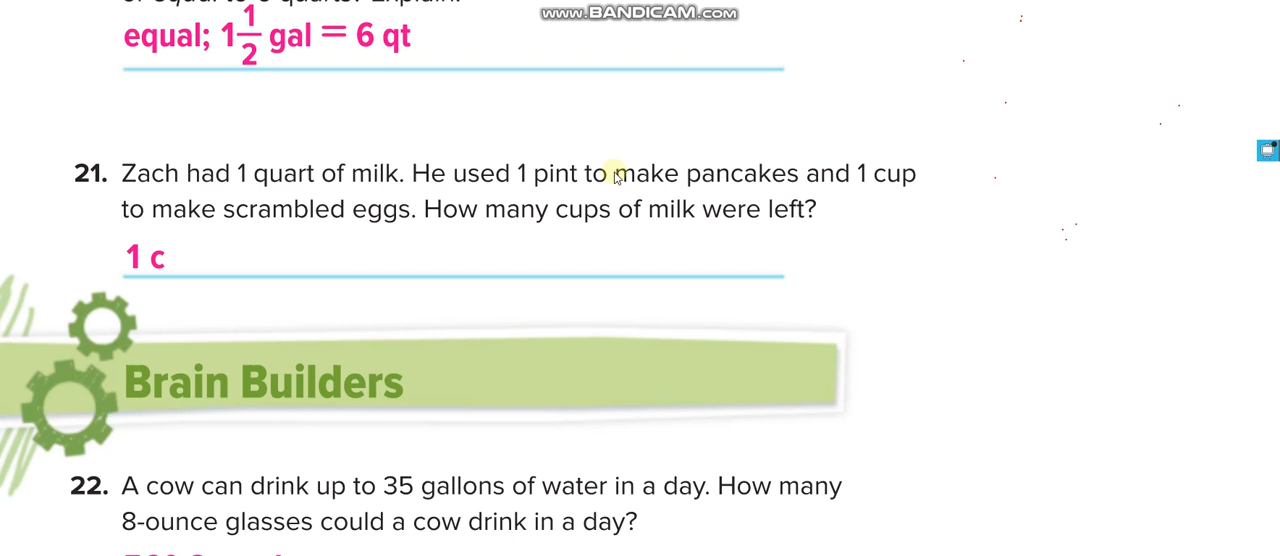 www.BANDICAM.com
equal; 1 1/2 gal = 6 qt
21. Zach had 1 quart of milk. He used 1 pint to make pancakes and 1 cup
to make scrambled eggs. How many cups of milk were left?
1 c
Brain Builders
22. A cow can drink up to 35 gallons of water in a day. How many
8-ounce glasses could a cow drink in a day?